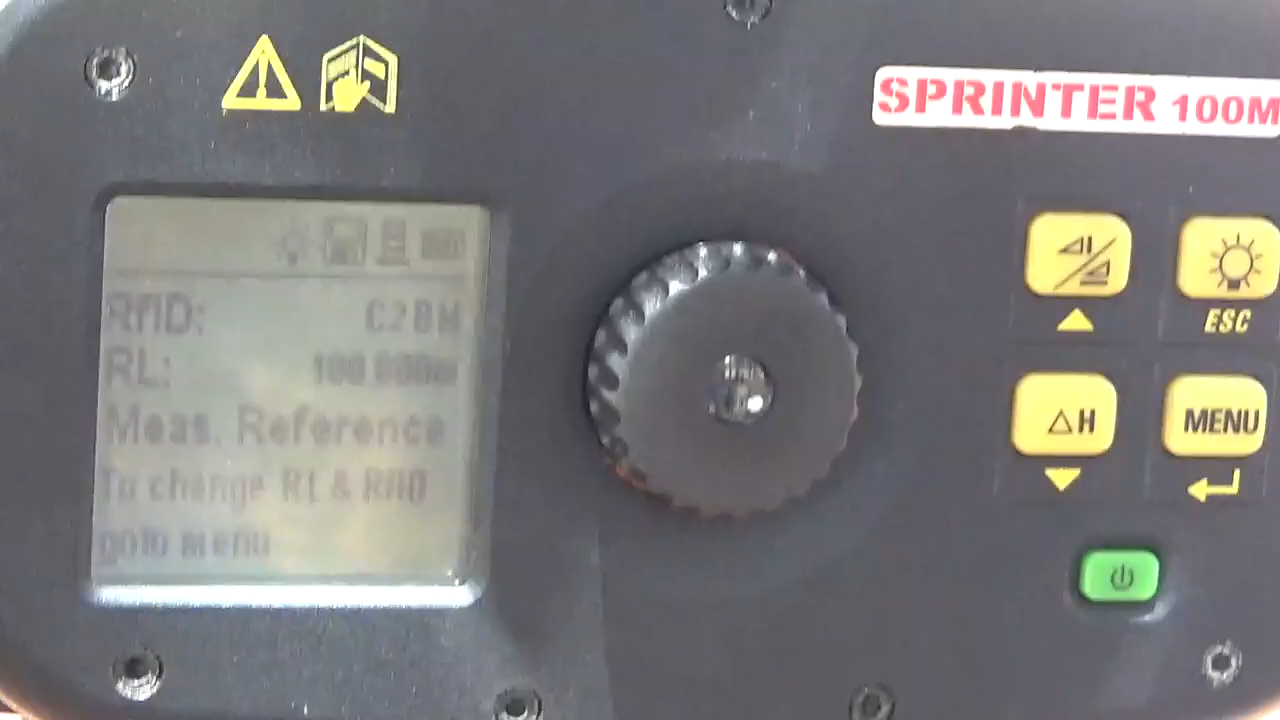 SPRINTER 100M
RfID: C2BM
RL: 100.000m
Meas. Reference
To change RL & RfID
goto Menu
ESC
ΔH
MENU